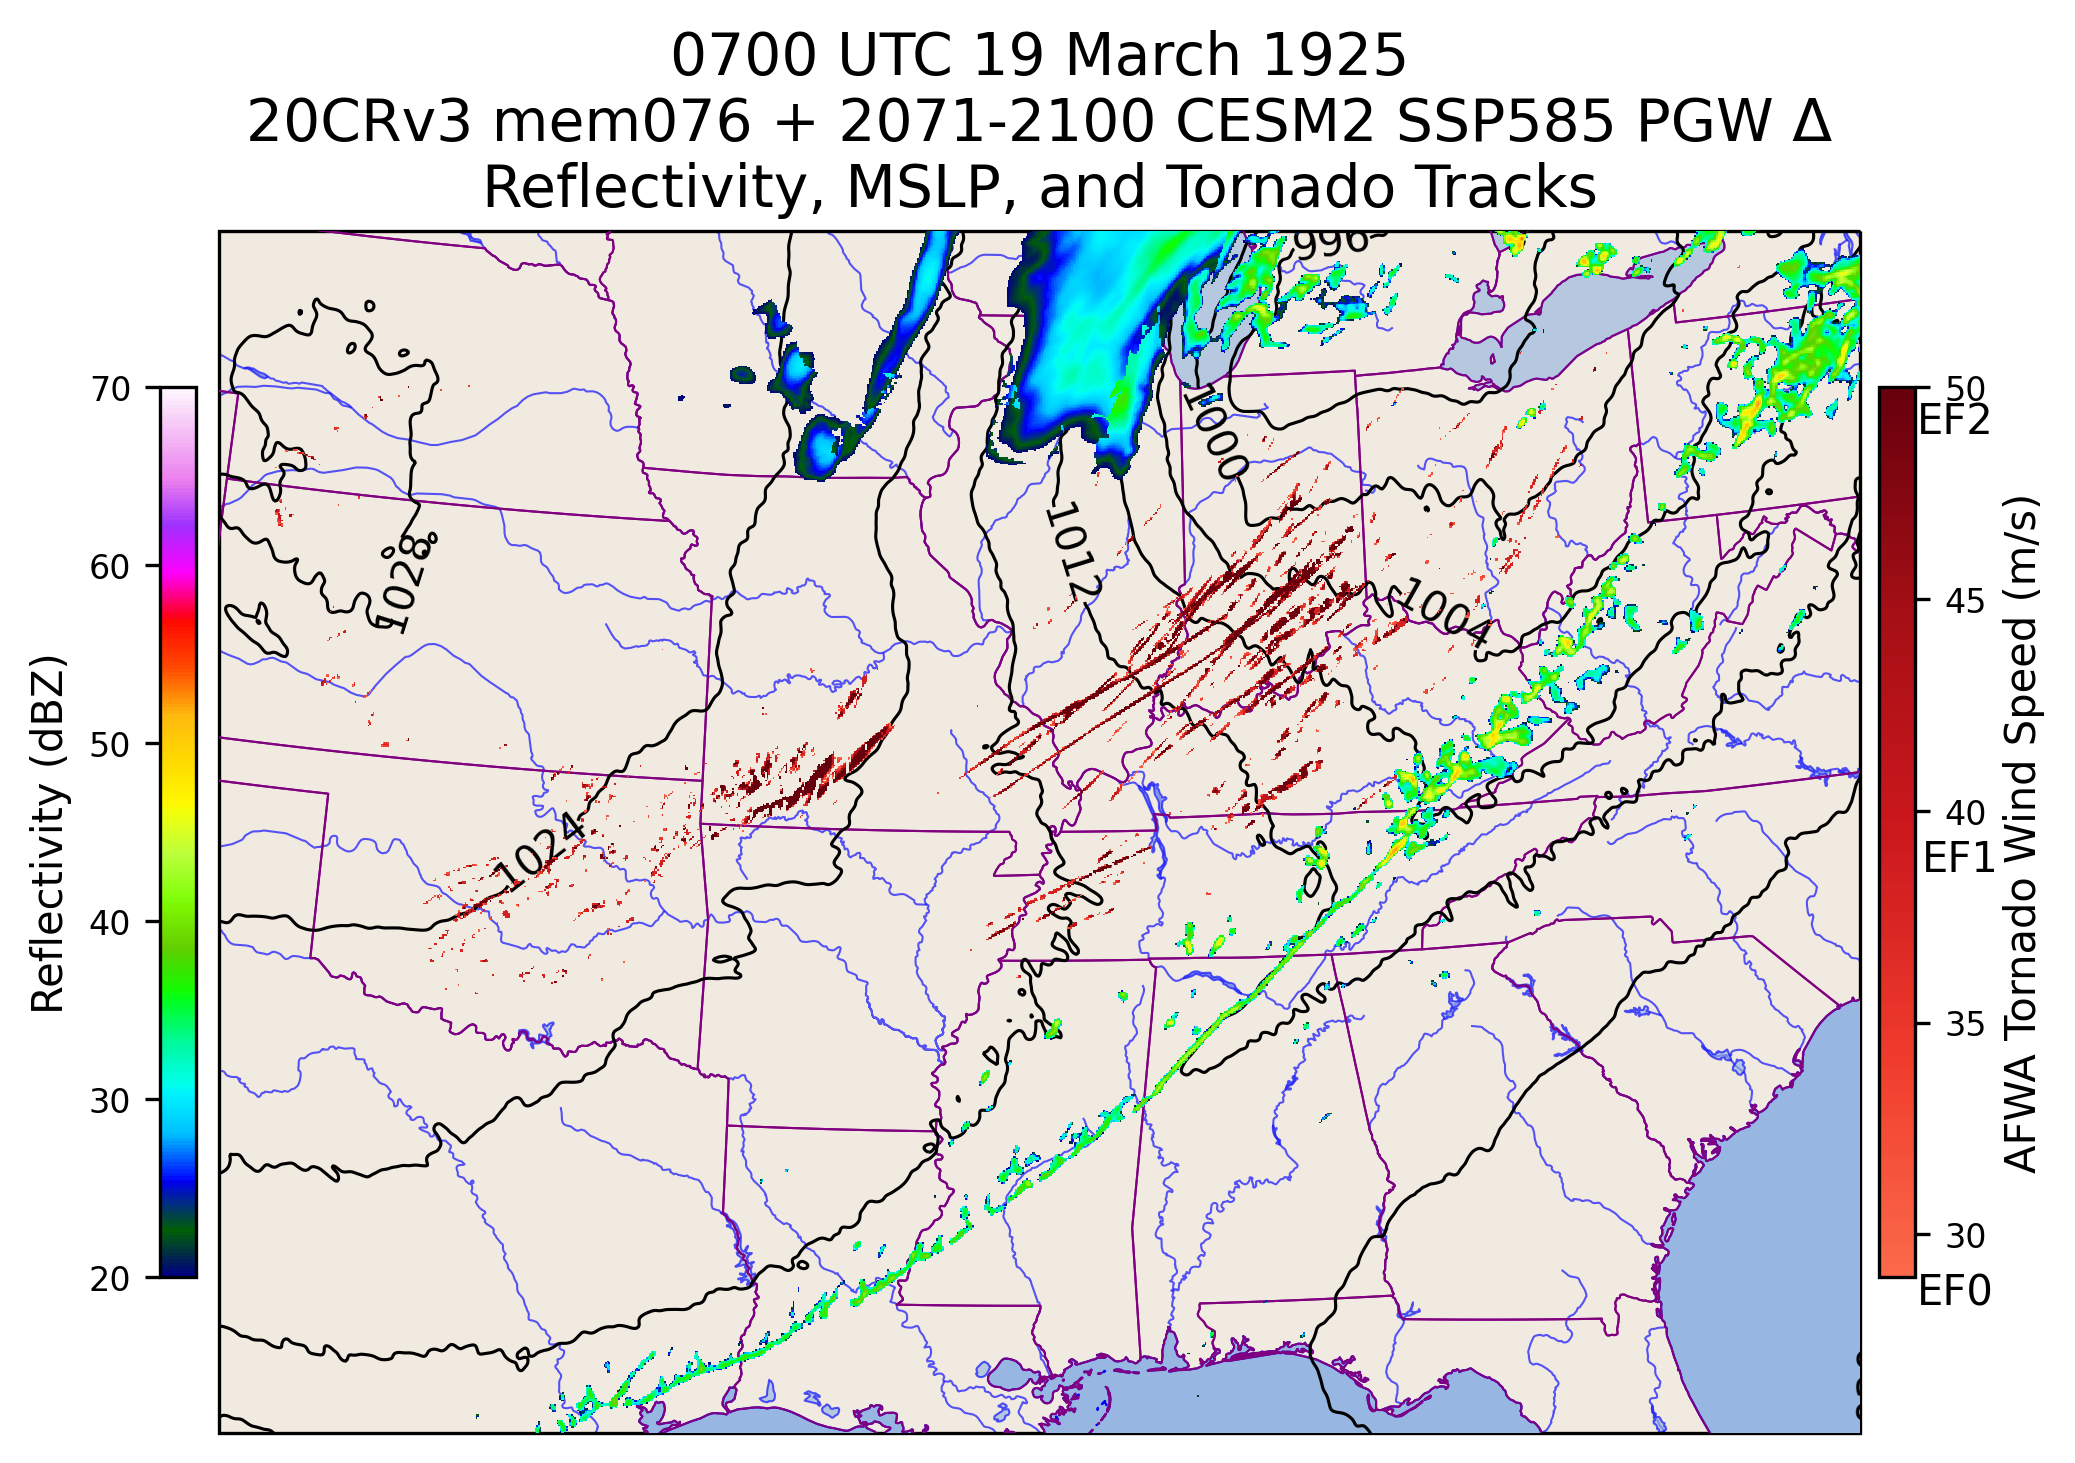 0700 UTC 19 March 1925
20CRv3 mem076 + 2071-2100 CESM2 SSP585 PGW Δ
Reflectivity, MSLP, and Tornado Tracks
996
1000
1012
1028
1004
1024
70
60
50
40
30
20
Reflectivity (dBZ)
50
EF2
45
40
EF1
35
30
EF0
AFWA Tornado Wind Speed (m/s)